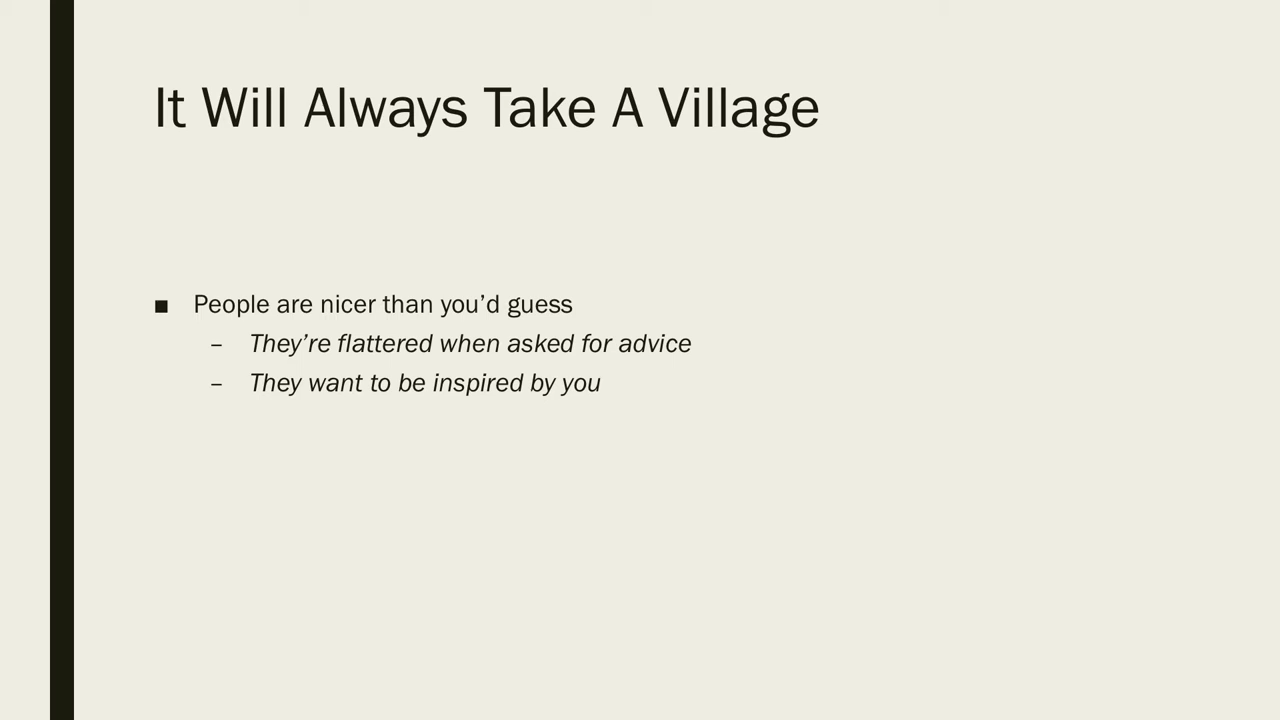 It Will Always Take A Village
■ People are nicer than you’d guess
– They’re flattered when asked for advice
– They want to be inspired by you